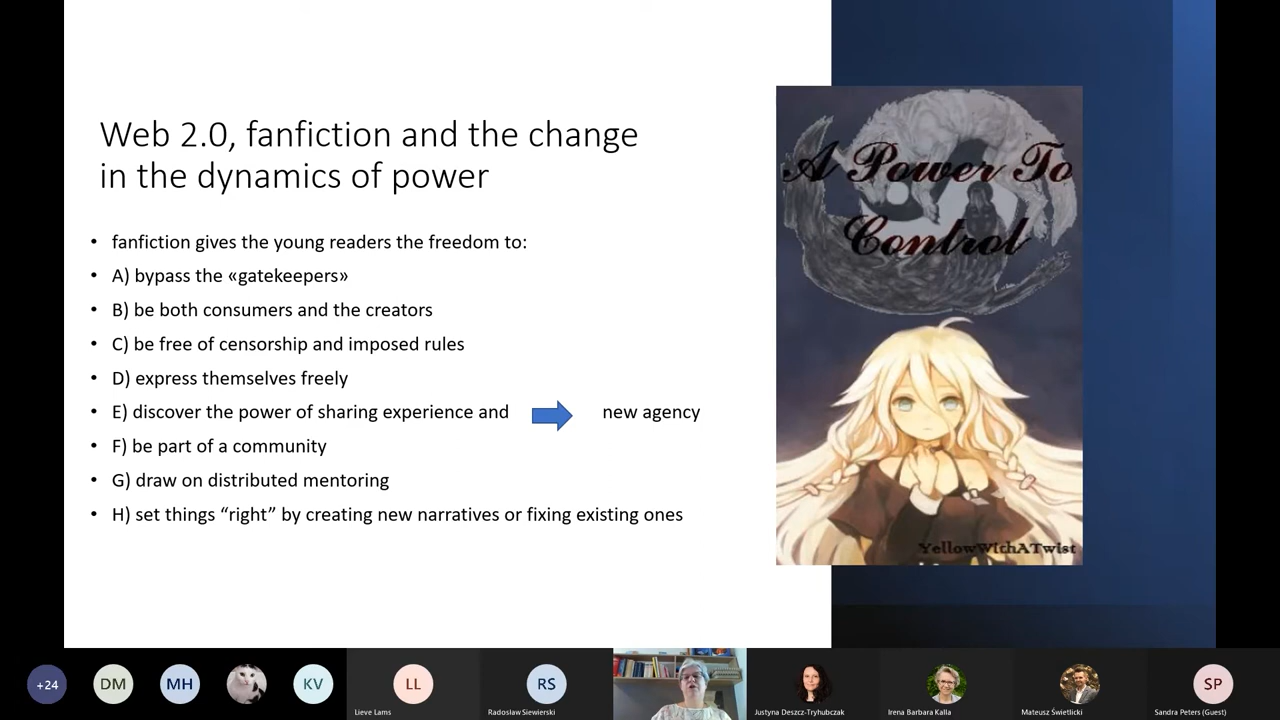 Web 2.0, fanfiction and the change
in the dynamics of power
• fanfiction gives the young readers the freedom to:
• A) bypass the «gatekeepers»
• B) be both consumers and the creators
• C) be free of censorship and imposed rules
• D) express themselves freely
• E) discover the power of sharing experience and new agency
• F) be part of a community
• G) draw on distributed mentoring
• H) set things “right” by creating new narratives or fixing existing ones
A Power To
Control
YellowWithATwist
+24
DM
MH
KV
LL
Lieve Lams
RS
Radosław Siewierski
Justyna Deszcz-Tryhubczak
Irena Barbara Kalla
Mateusz Świetlicki
SP
Sandra Peters (Guest)